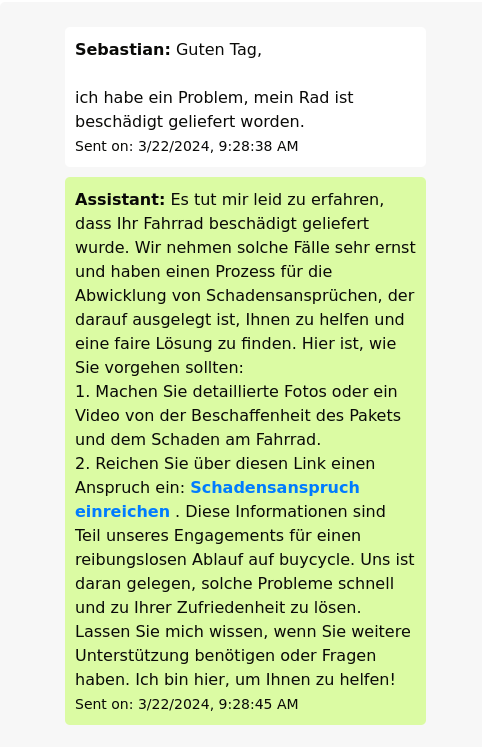 Sebastian: Guten Tag,
ich habe ein Problem, mein Rad ist
beschädigt geliefert worden.
Sent on: 3/22/2024, 9:28:38 AM
Assistant: Es tut mir leid zu erfahren,
dass Ihr Fahrrad beschädigt geliefert
wurde. Wir nehmen solche Fälle sehr ernst
und haben einen Prozess für die
Abwicklung von Schadensansprüchen, der
darauf ausgelegt ist, Ihnen zu helfen und
eine faire Lösung zu finden. Hier ist, wie
Sie vorgehen sollten:
1. Machen Sie detaillierte Fotos oder ein
Video von der Beschaffenheit des Pakets
und dem Schaden am Fahrrad.
2. Reichen Sie über diesen Link einen
Anspruch ein: Schadensanspruch
einreichen . Diese Informationen sind
Teil unseres Engagements für einen
reibungslosen Ablauf auf buycycle. Uns ist
daran gelegen, solche Probleme schnell
und zu Ihrer Zufriedenheit zu lösen.
Lassen Sie mich wissen, wenn Sie weitere
Unterstützung benötigen oder Fragen
haben. Ich bin hier, um Ihnen zu helfen!
Sent on: 3/22/2024, 9:28:45 AM